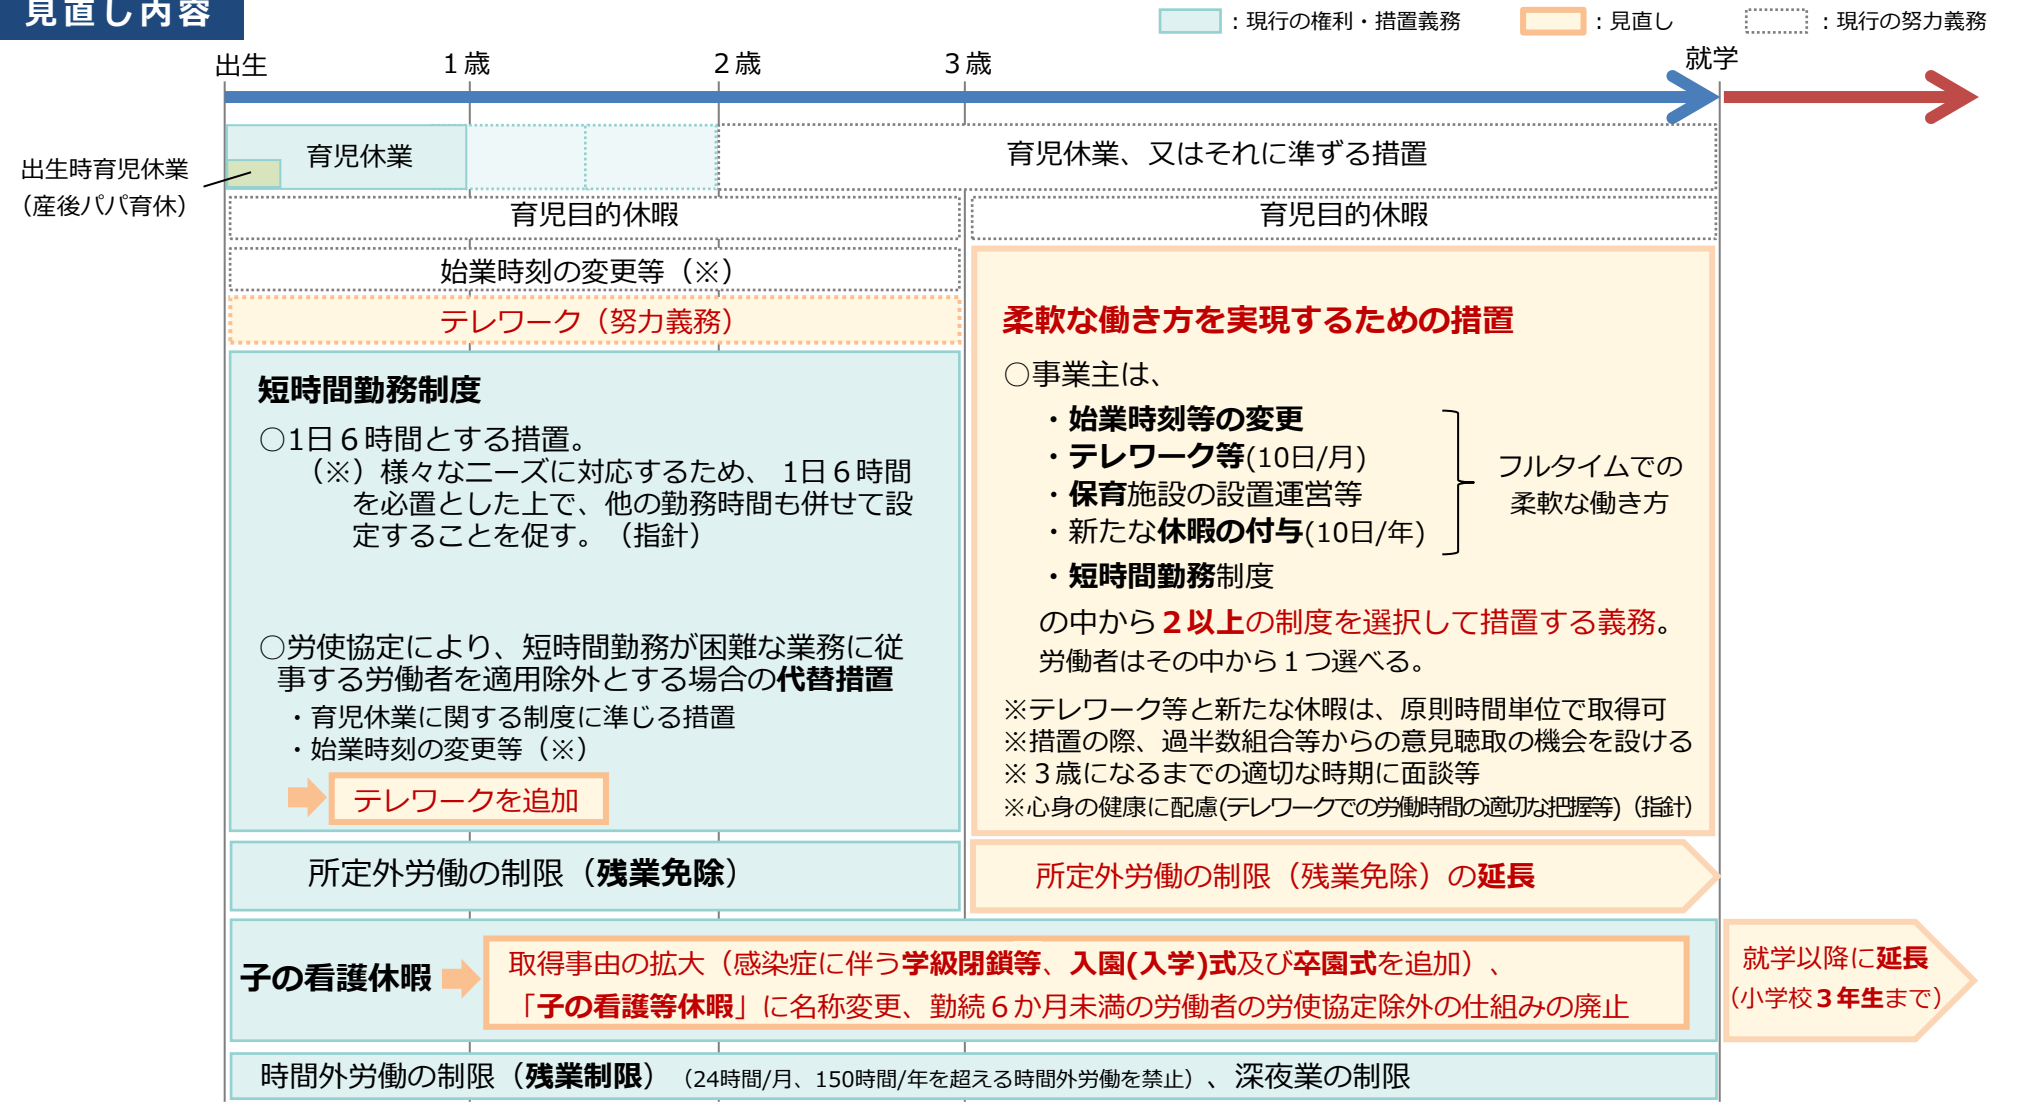 見直し内容
：現行の権利・措置義務
：見直し
：現行の努力義務
出生
１歳
２歳
３歳
就学
育児休業
育児休業、又はそれに準ずる措置
出生時育児休業
（産後パパ育休）
育児目的休暇
育児目的休暇
始業時刻の変更等（※）
テレワーク（努力義務）
短時間勤務制度
○1日６時間とする措置。
（※）様々なニーズに対応するため、 1日６時間
を必置とした上で、他の勤務時間も併せて設
定することを促す。（指針）
○労使協定により、短時間勤務が困難な業務に従
事する労働者を適用除外とする場合の代替措置
・育児休業に関する制度に準じる措置
・始業時刻の変更等（※）
テレワークを追加
柔軟な働き方を実現するための措置
○事業主は、
・始業時刻等の変更
・テレワーク等(10日/月)
・保育施設の設置運営等
・新たな休暇の付与(10日/年)
フルタイムでの
柔軟な働き方
・短時間勤務制度
の中から２以上の制度を選択して措置する義務。
労働者はその中から１つ選べる。
※テレワーク等と新たな休暇は、原則時間単位で取得可
※措置の際、過半数組合等からの意見聴取の機会を設ける
※３歳になるまでの適切な時期に面談等
※心身の健康に配慮(テレワークでの労働時間の適切な把握等)（指針）
所定外労働の制限（残業免除）
所定外労働の制限（残業免除）の延長
子の看護休暇
取得事由の拡大（感染症に伴う学級閉鎖等、入園(入学)式及び卒園式を追加）、
「子の看護等休暇」に名称変更、勤続６か月未満の労働者の労使協定除外の仕組みの廃止
就学以降に延長
（小学校３年生まで）
時間外労働の制限（残業制限）（24時間/月、150時間/年を超える時間外労働を禁止）、深夜業の制限